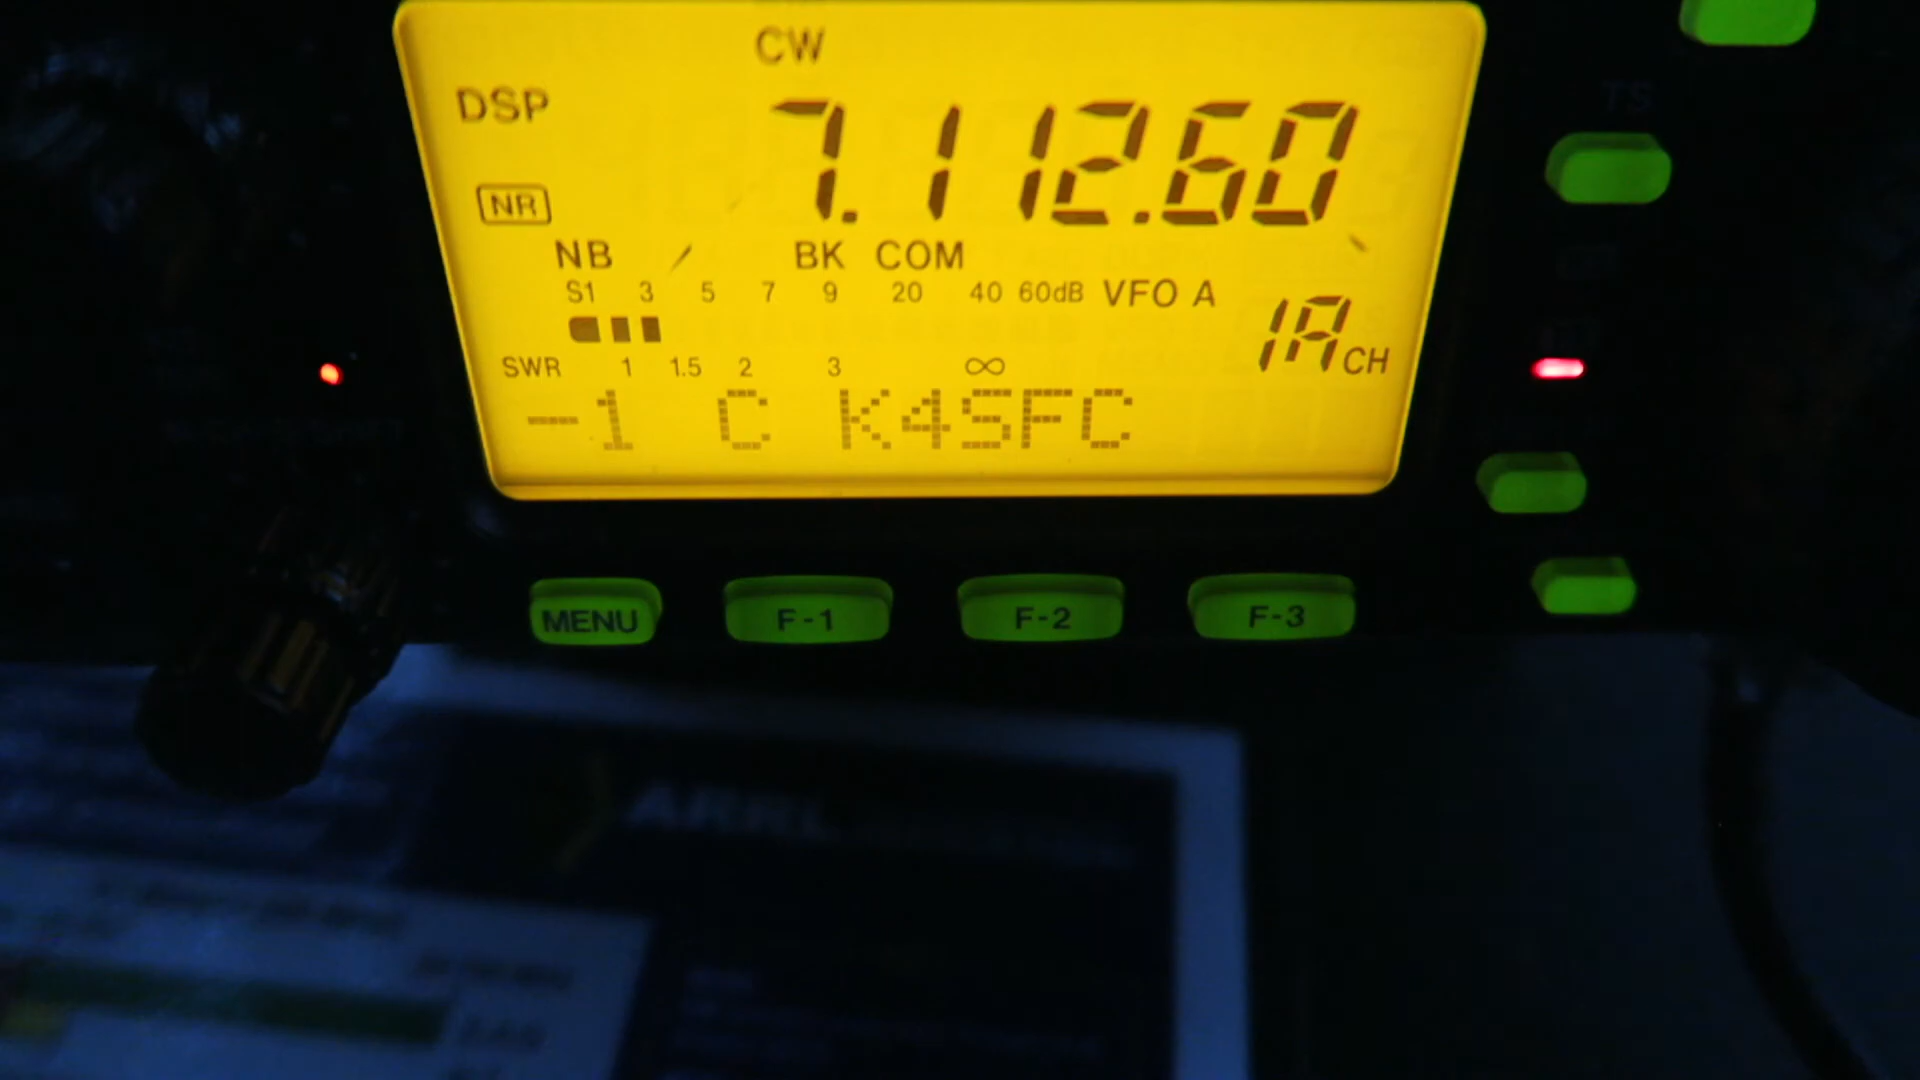 CW
DSP
7.112.60
NR
NB BK COM
S1 3 5 7 9 20 40 60dB VFO A
1A CH
SWR 1 1.5 2 3 ∞
-1 C K4SFC
TS
MENU F-1 F-2 F-3
ARRL